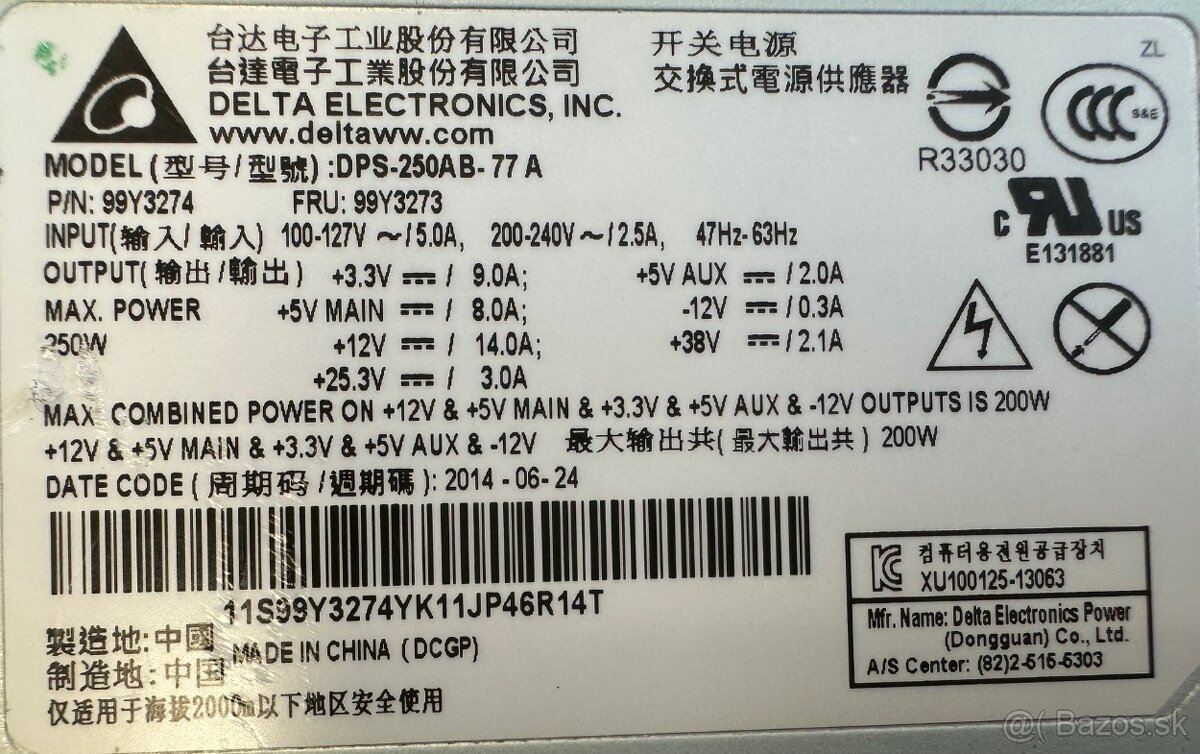 台达电子工业股份有限公司 开关电源
台達電子工業股份有限公司 交換式電源供應器
DELTA ELECTRONICS, INC.
www.deltaww.com
ZL
S&E
R33030
MODEL (型号/型號) :DPS-250AB-77 A
P/N: 99Y3274 FRU: 99Y3273
C RU US
E131881
INPUT(输入/輸入) 100-127V ～/5.0A, 200-240V ～/2.5A, 47Hz-63Hz
OUTPUT(输出/輸出) +3.3V ⎓ / 9.0A; +5V AUX ⎓ /2.0A
MAX. POWER +5V MAIN ⎓ / 8.0A; -12V ⎓ /0.3A
250W +12V ⎓ / 14.0A; +38V ⎓ /2.1A
+25.3V ⎓ / 3.0A
MAX COMBINED POWER ON +12V & +5V MAIN & +3.3V & +5V AUX & -12V OUTPUTS IS 200W
+12V & +5V MAIN & +3.3V & +5V AUX & -12V 最大输出共(最大輸出共) 200W
DATE CODE (周期码/週期碼): 2014-06-24
11S99Y3274YK11JP46R14T
製造地:中國 MADE IN CHINA (DCGP)
制造地:中国
仅适用于海拔2000m以下地区安全使用
컴퓨터용전원공급장치
XU100125-13063
Mfr. Name: Delta Electronics Power
(Dongguan) Co., Ltd.
A/S Center: (82)2-515-5303
@( Bazos.sk